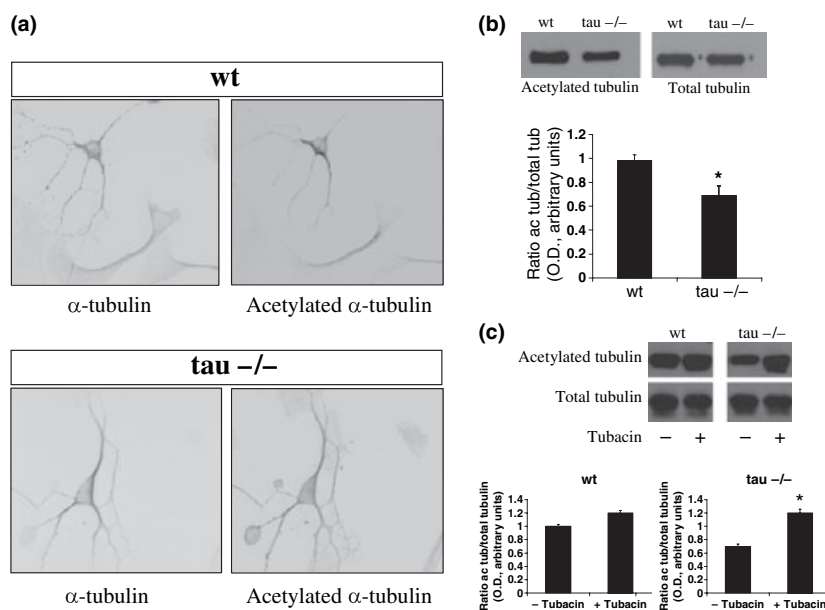 (a)
wt
α-tubulin Acetylated α-tubulin
tau –/–
α-tubulin Acetylated α-tubulin
(b)
wt tau –/– wt tau –/–
Acetylated tubulin Total tubulin
Ratio ac tub/total tub
(O.D., arbitrary units)
1.2
1
0.8
0.6
0.4
0.2
0
*
wt tau –/–
(c)
wt tau –/–
Acetylated tubulin
Total tubulin
Tubacin – + – +
wt
Ratio ac tub/total tubulin
(O.D., arbitrary units)
1.4
1.2
1
0.8
0.6
0.4
0.2
0
– Tubacin + Tubacin
tau –/–
Ratio ac tub/total tubulin
(O.D., arbitrary units)
1.4
1.2
1
0.8
0.6
0.4
0.2
0
*
– Tubacin + Tubacin